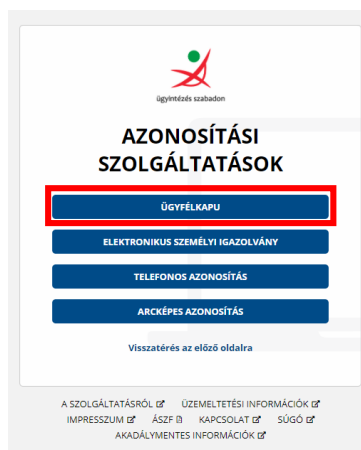 ügyintézés szabadon
AZONOSÍTÁSI
SZOLGÁLTATÁSOK
ÜGYFÉLKAPU
ELEKTRONIKUS SZEMÉLYI IGAZOLVÁNY
TELEFONOS AZONOSÍTÁS
ARCKÉPES AZONOSÍTÁS
Visszatérés az előző oldalra
A SZOLGÁLTATÁSRÓL ÜZEMELTETÉSI INFORMÁCIÓK
IMPRESSZUM ÁSZF KAPCSOLAT SÚGÓ
AKADÁLYMENTES INFORMÁCIÓK